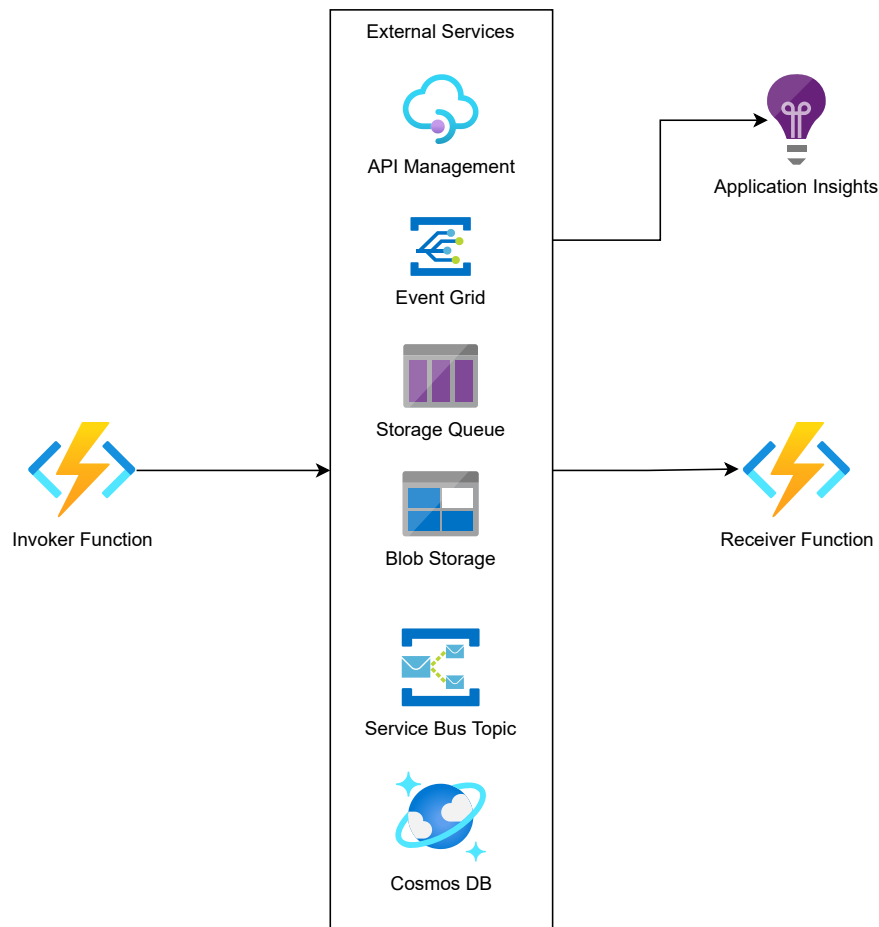 External Services
API Management
Application Insights
Event Grid
Storage Queue
Invoker Function
Blob Storage
Receiver Function
Service Bus Topic
Cosmos DB